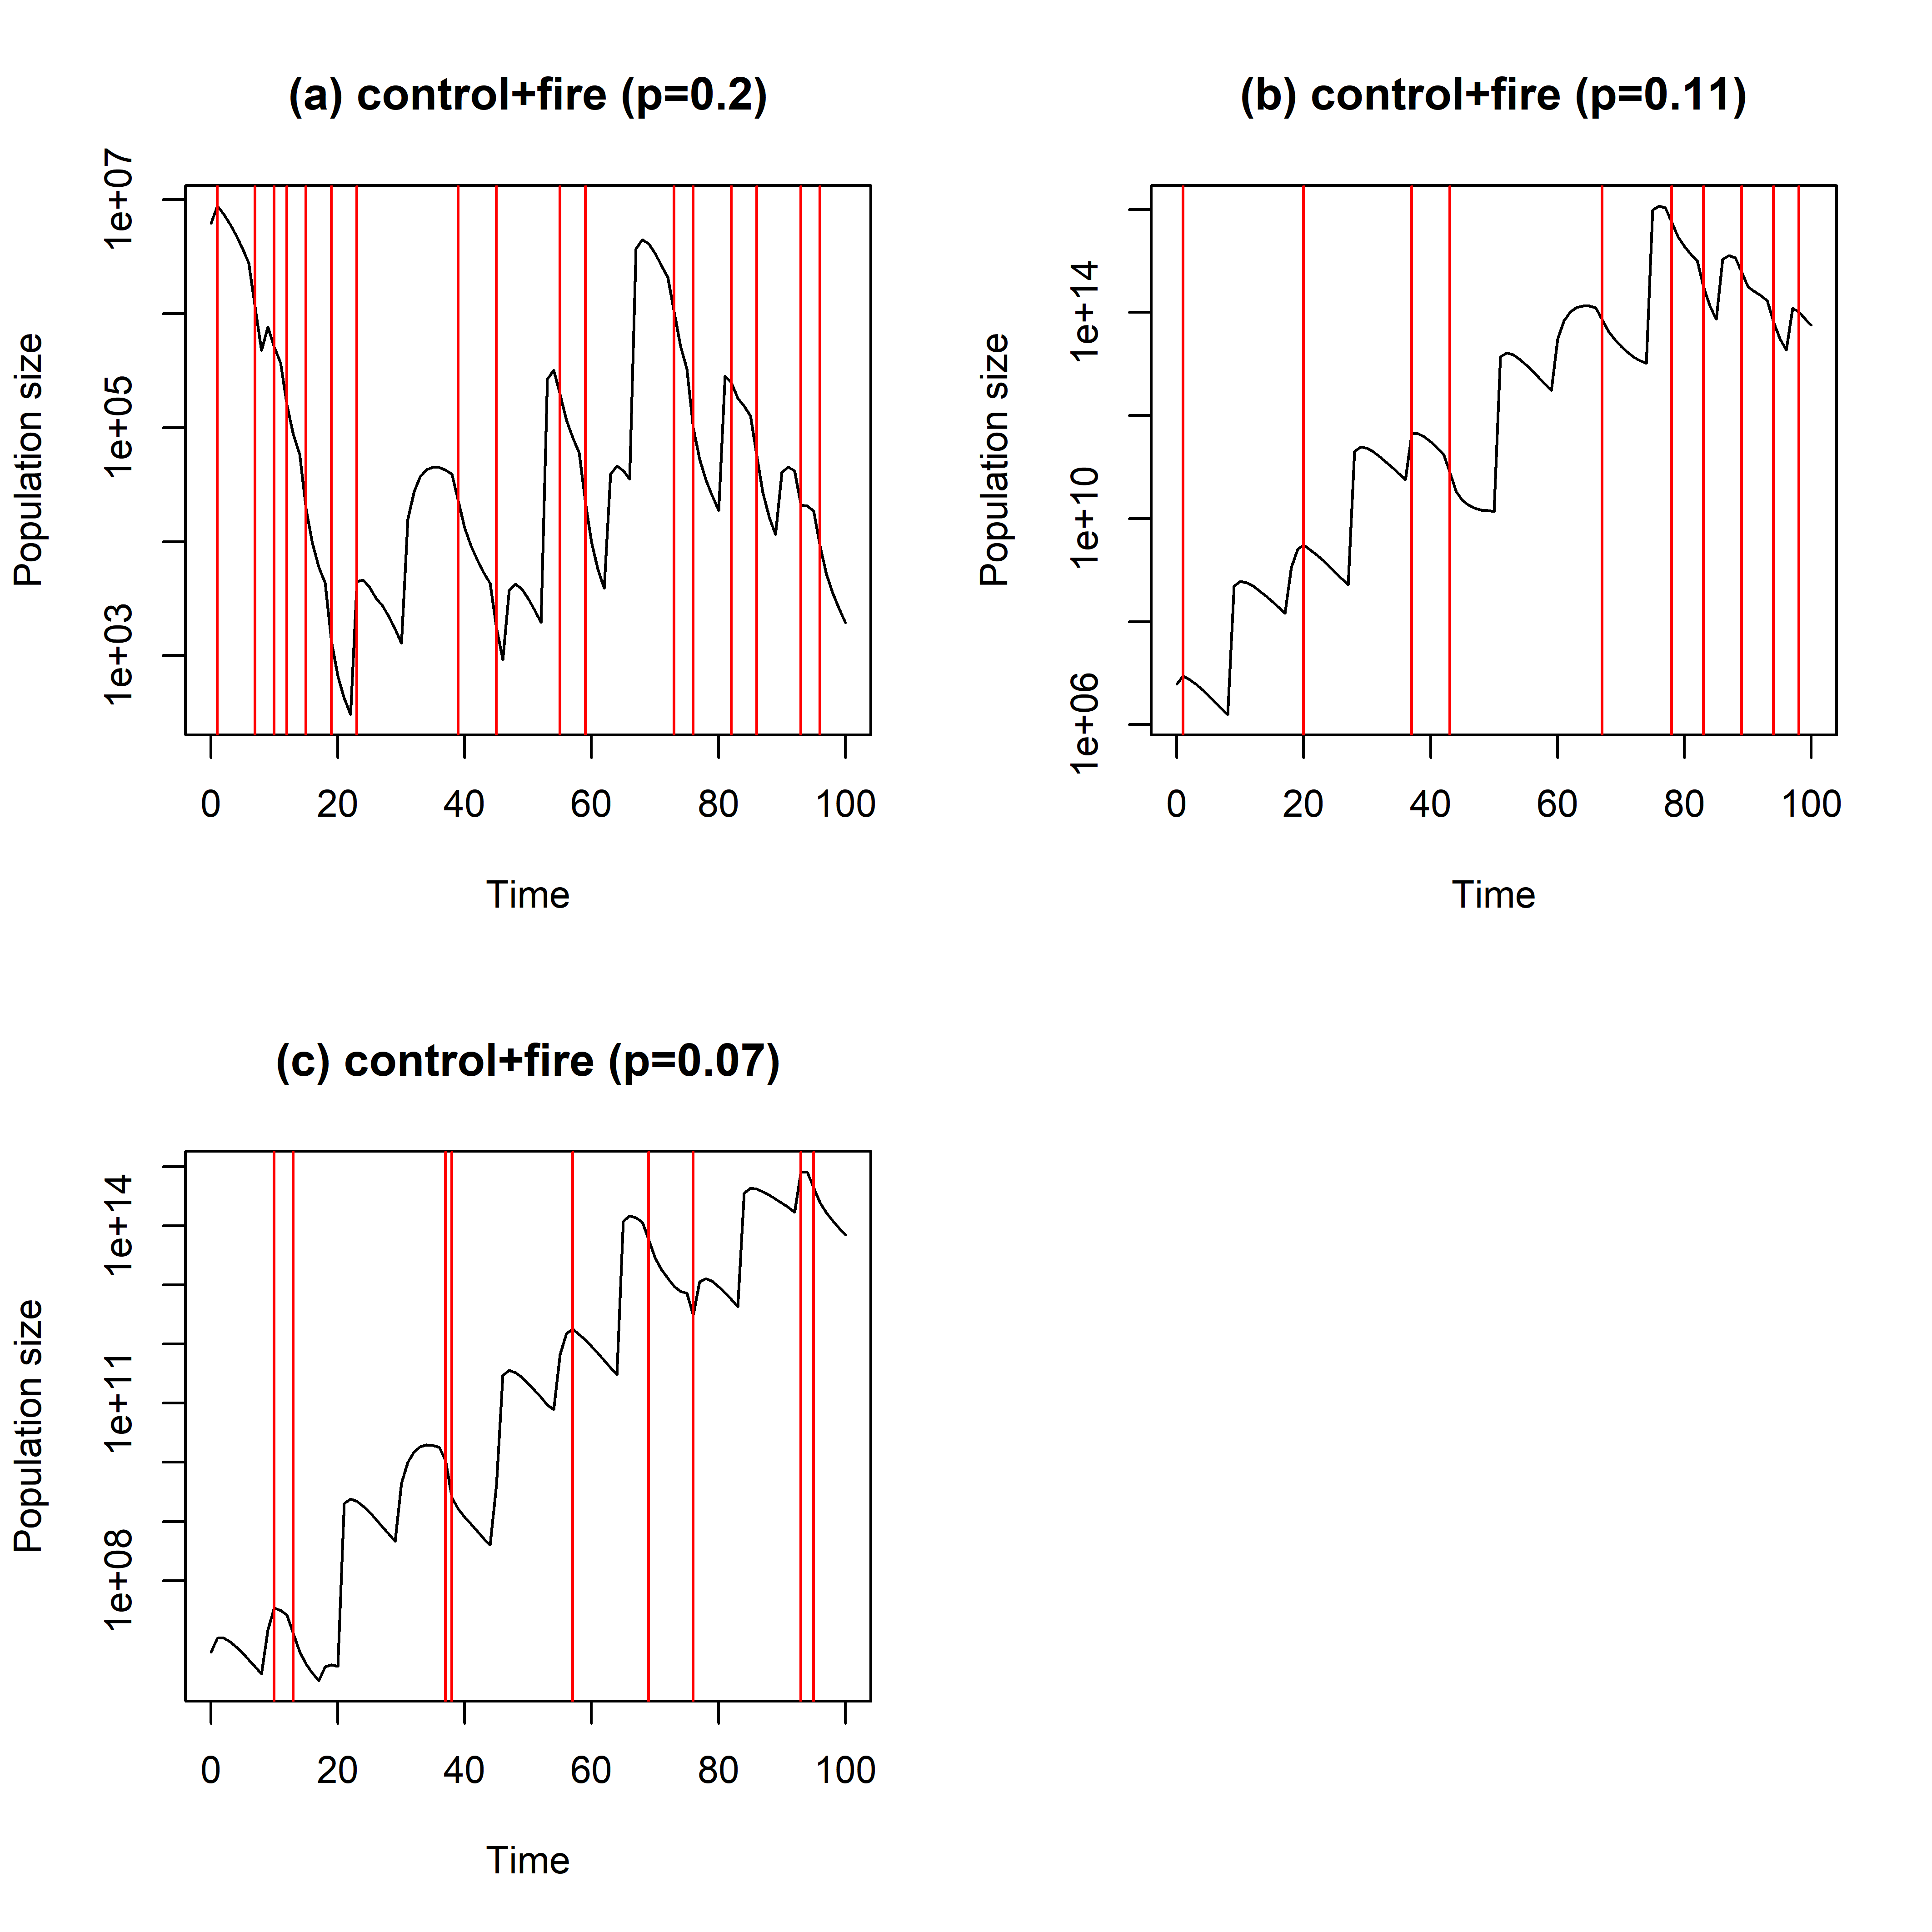 (a) control+fire (p=0.2)
Population size
1e+07
1e+05
1e+03
0 20 40 60 80 100
Time
(b) control+fire (p=0.11)
Population size
1e+14
1e+10
1e+06
0 20 40 60 80 100
Time
(c) control+fire (p=0.07)
Population size
1e+14
1e+11
1e+08
0 20 40 60 80 100
Time